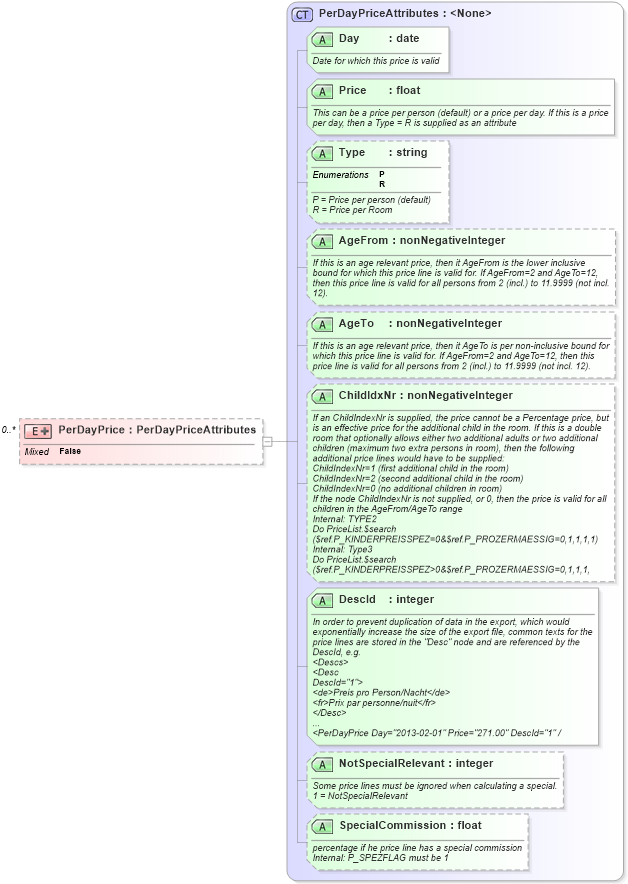 CT PerDayPriceAttributes : <None>
A Day : date
Date for which this price is valid
A Price : float
This can be a price per person (default) or a price per day. If this is a price
per day, then a Type = R is supplied as an attribute
A Type : string
Enumerations P
R
P = Price per person (default)
R = Price per Room
A AgeFrom : nonNegativeInteger
If this is an age relevant price, then it AgeFrom is the lower inclusive
bound for which this price line is valid for. If AgeFrom=2 and AgeTo=12,
then this price line is valid for all persons from 2 (incl.) to 11.9999 (not incl.
12).
A AgeTo : nonNegativeInteger
If this is an age relevant price, then it AgeTo is per non-inclusive bound for
which this price line is valid for. If AgeFrom=2 and AgeTo=12, then this
price line is valid for all persons from 2 (incl.) to 11.9999 (not incl. 12).
A ChildIdxNr : nonNegativeInteger
If an ChildIndexNr is supplied, the price cannot be a Percentage price, but
is an effective price for the additional child in the room. If this is a double
room that optionally allows either two additional adults or two additional
children (maximum two extra persons in room), then the following
additional price lines would have to be supplied:
ChildIndexNr=1 (first additional child in the room)
ChildIndexNr=2 (second additional child in the room)
ChildIndexNr=0 (no additional children in room)
If the node ChildIndexNr is not supplied, or 0, then the price is valid for all
children in the AgeFrom/AgeTo range
Internal: TYPE2
Do PriceList.$search
($ref.P_KINDERPREISSPEZ=0&$ref.P_PROZERMAESSIG=0,1,1,1,1)
Internal: Type3
Do PriceList.$search
($ref.P_KINDERPREISSPEZ>0&$ref.P_PROZERMAESSIG=0,1,1,1,
0..* E PerDayPrice : PerDayPriceAttributes
Mixed False
A DescId : integer
In order to prevent duplication of data in the export, which would
exponentially increase the size of the export file, common texts for the
price lines are stored in the "Desc" node and are referenced by the
DescId, e.g.
<Descs>
<Desc
DescId="1">
<de>Preis pro Person/Nacht</de>
<fr>Prix par personne/nuit</fr>
</Desc>
...
<PerDayPrice Day="2013-02-01" Price="271.00" DescId="1" /
A NotSpecialRelevant : integer
Some price lines must be ignored when calculating a special.
1 = NotSpecialRelevant
A SpecialCommission : float
percentage if he price line has a special commission
Internal: P_SPEZFLAG must be 1